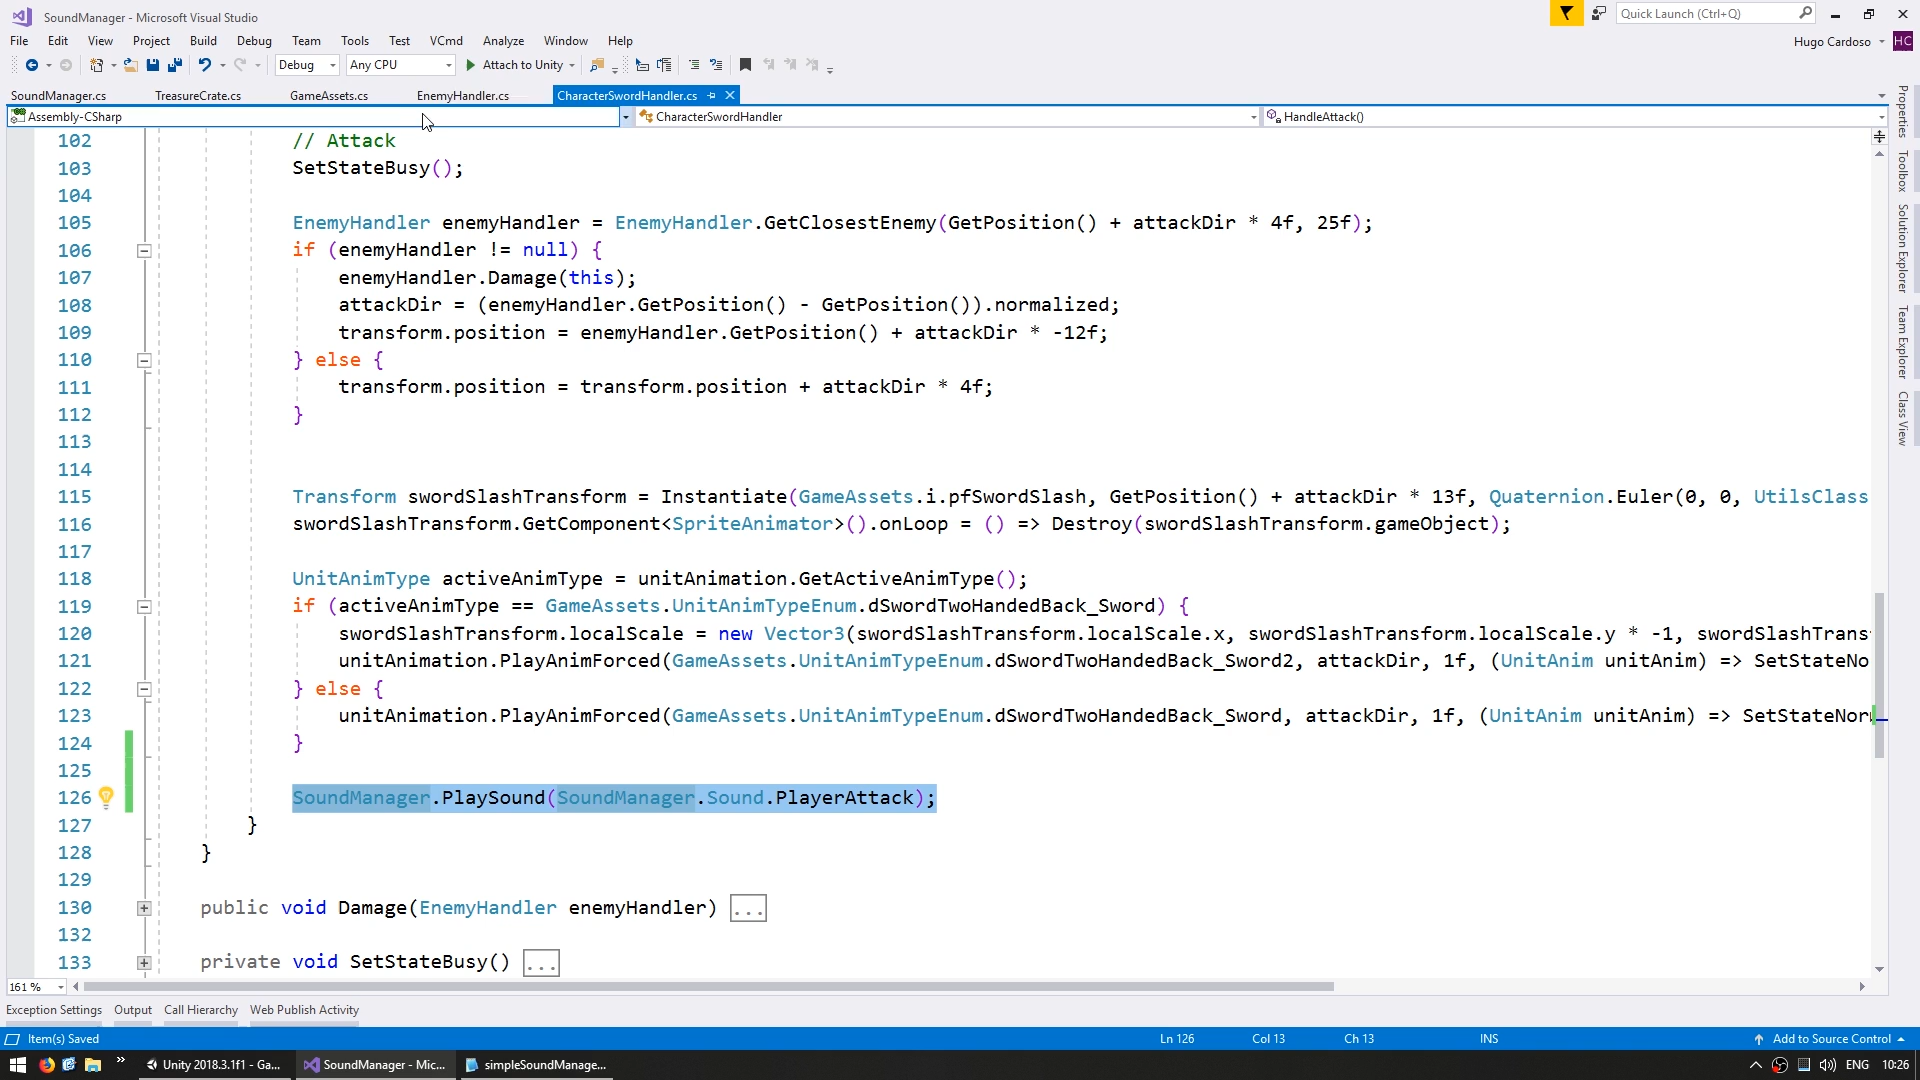 SoundManager - Microsoft Visual Studio
Quick Launch (Ctrl+Q)
File Edit View Project Build Debug Team Tools Test VCmd Analyze Window Help
Hugo Cardoso HC
Debug Any CPU Attach to Unity
SoundManager.cs TreasureCrate.cs GameAssets.cs EnemyHandler.cs CharacterSwordHandler.cs
Assembly-CSharp CharacterSwordHandler HandleAttack()
102 // Attack
103 SetStateBusy();
104
105 EnemyHandler enemyHandler = EnemyHandler.GetClosestEnemy(GetPosition() + attackDir * 4f, 25f);
106 if (enemyHandler != null) {
107 enemyHandler.Damage(this);
108 attackDir = (enemyHandler.GetPosition() - GetPosition()).normalized;
109 transform.position = enemyHandler.GetPosition() + attackDir * -12f;
110 } else {
111 transform.position = transform.position + attackDir * 4f;
112 }
113
114
115 Transform swordSlashTransform = Instantiate(GameAssets.i.pfSwordSlash, GetPosition() + attackDir * 13f, Quaternion.Euler(0, 0, UtilsClass
116 swordSlashTransform.GetComponent<SpriteAnimator>().onLoop = () => Destroy(swordSlashTransform.gameObject);
117
118 UnitAnimType activeAnimType = unitAnimation.GetActiveAnimType();
119 if (activeAnimType == GameAssets.UnitAnimTypeEnum.dSwordTwoHandedBack_Sword) {
120 swordSlashTransform.localScale = new Vector3(swordSlashTransform.localScale.x, swordSlashTransform.localScale.y * -1, swordSlashTrans
121 unitAnimation.PlayAnimForced(GameAssets.UnitAnimTypeEnum.dSwordTwoHandedBack_Sword2, attackDir, 1f, (UnitAnim unitAnim) => SetStateNo
122 } else {
123 unitAnimation.PlayAnimForced(GameAssets.UnitAnimTypeEnum.dSwordTwoHandedBack_Sword, attackDir, 1f, (UnitAnim unitAnim) => SetStateNor
124 }
125
126 SoundManager.PlaySound(SoundManager.Sound.PlayerAttack);
127 }
128 }
129
130 public void Damage(EnemyHandler enemyHandler) ...
132
133 private void SetStateBusy() ...
Properties
Toolbox
Solution Explorer
Team Explorer
Class View
161 %
Exception Settings Output Call Hierarchy Web Publish Activity
Item(s) Saved Ln 126 Col 13 Ch 13 INS Add to Source Control
Unity 2018.3.1f1 - Ga... SoundManager - Mic... simpleSoundManage... ENG 10:26